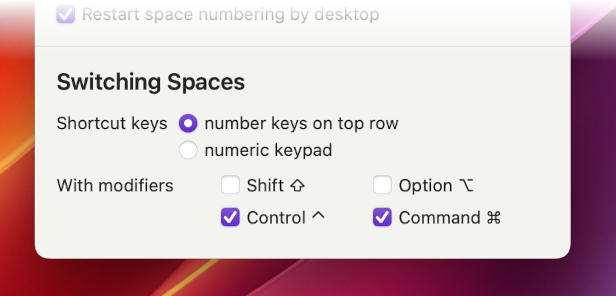 Restart space numbering by desktop
Switching Spaces
Shortcut keys number keys on top row
numeric keypad
With modifiers Shift ⇧ Option ⌥
Control ^ Command ⌘